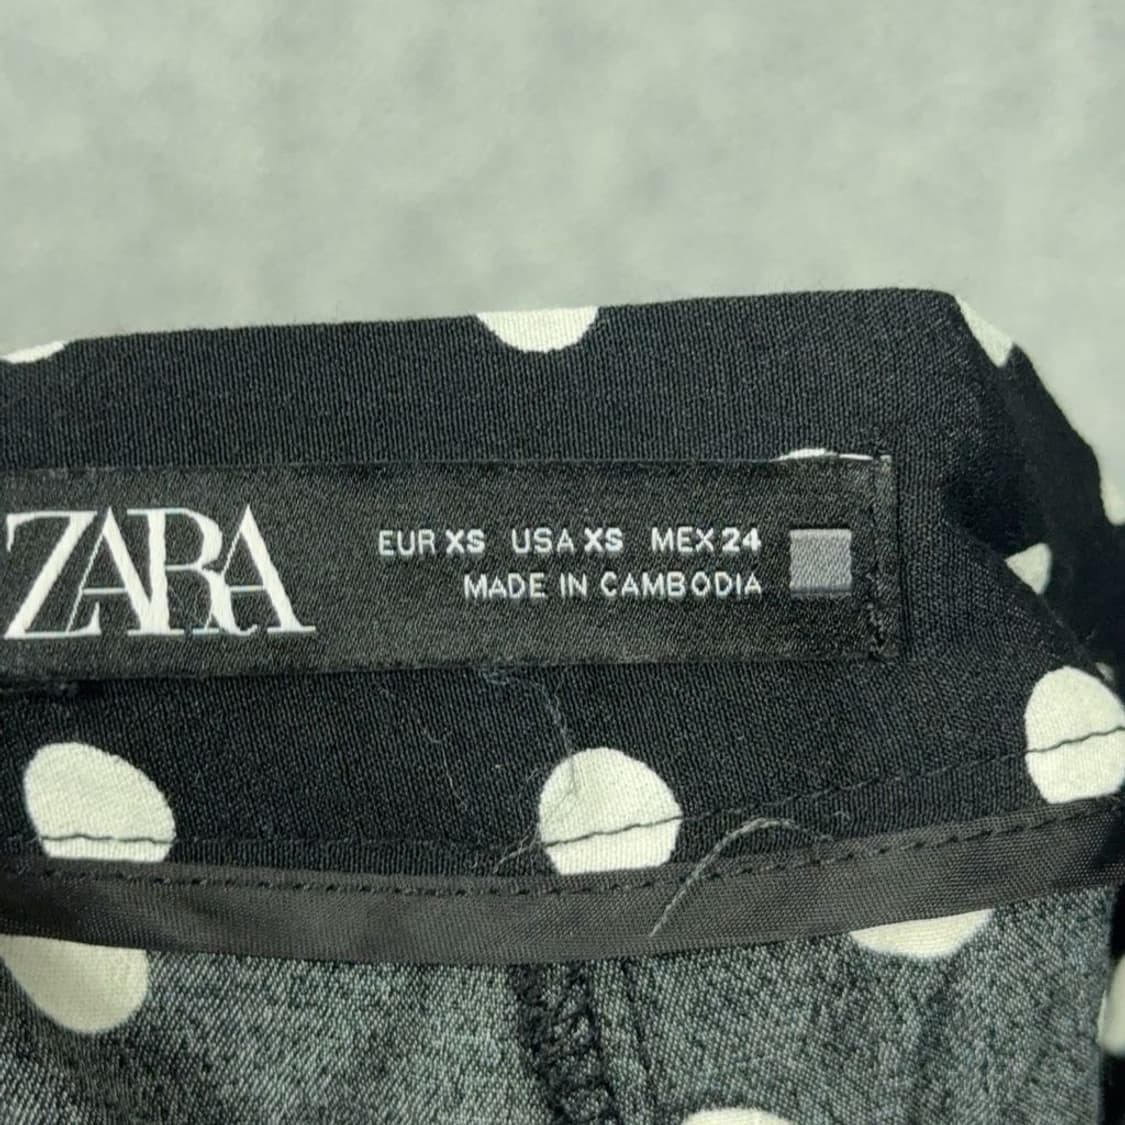 ZARA
EUR XS USA XS MEX 24
MADE IN CAMBODIA